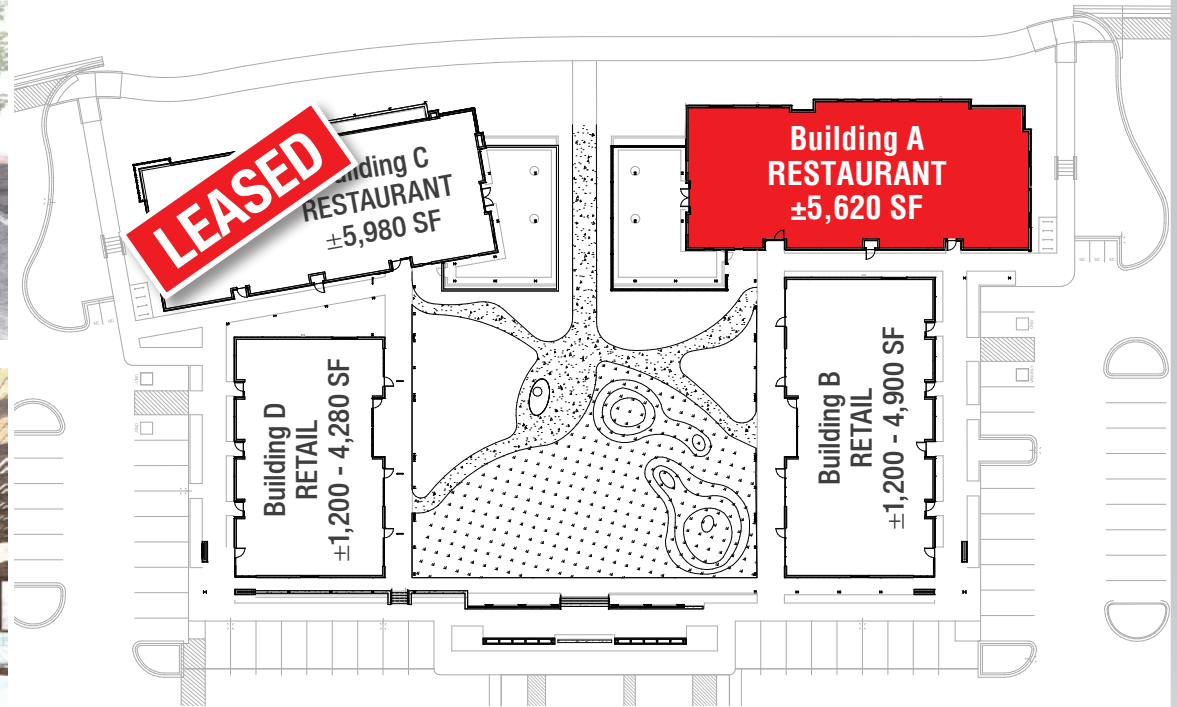 LEASED
Building C
RESTAURANT
±5,980 SF
Building A
RESTAURANT
±5,620 SF
Building D
RETAIL
±1,200 - 4,280 SF
Building B
RETAIL
±1,200 - 4,900 SF